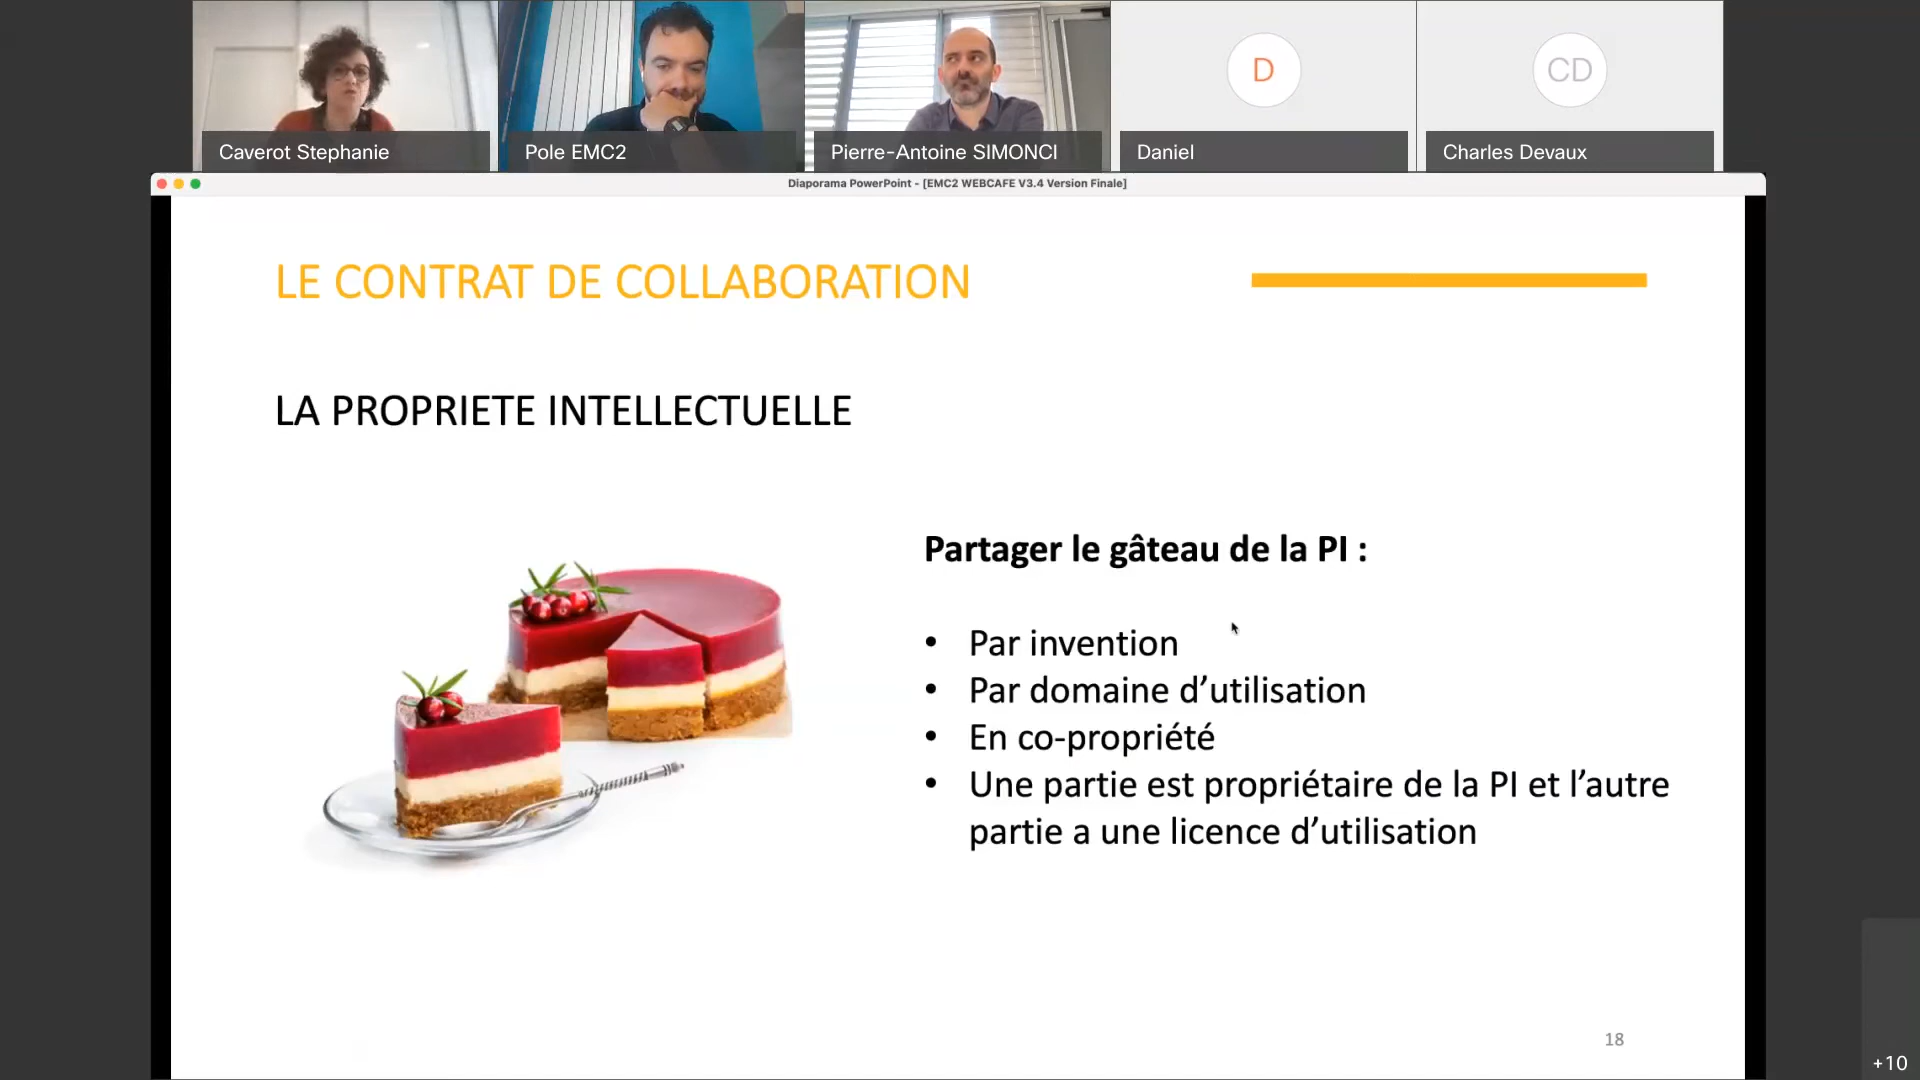 D
CD
Caverot Stephanie
Pole EMC2
Pierre-Antoine SIMONCI
Daniel
Charles Devaux
Diaporama PowerPoint - [EMC2 WEBCAFE V3.4 Version Finale]
LE CONTRAT DE COLLABORATION
LA PROPRIETE INTELLECTUELLE
Partager le gâteau de la PI :
• Par invention
• Par domaine d’utilisation
• En co-propriété
• Une partie est propriétaire de la PI et l’autre
partie a une licence d’utilisation
18
+10